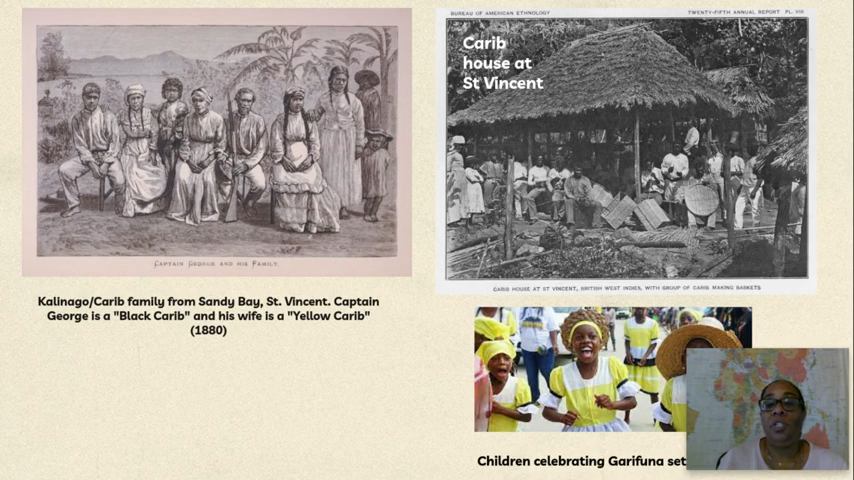 BUREAU OF AMERICAN ETHNOLOGY
TWENTY-FIFTH ANNUAL REPORT PL. VIII
Carib
house at
St Vincent
CAPTAIN GEORGE AND HIS FAMILY.
CARIB HOUSE AT ST VINCENT, BRITISH WEST INDIES, WITH GROUP OF CARIB MAKING BASKETS
Kalinago/Carib family from Sandy Bay, St. Vincent. Captain
George is a "Black Carib" and his wife is a "Yellow Carib"
(1880)
Children celebrating Garifuna set